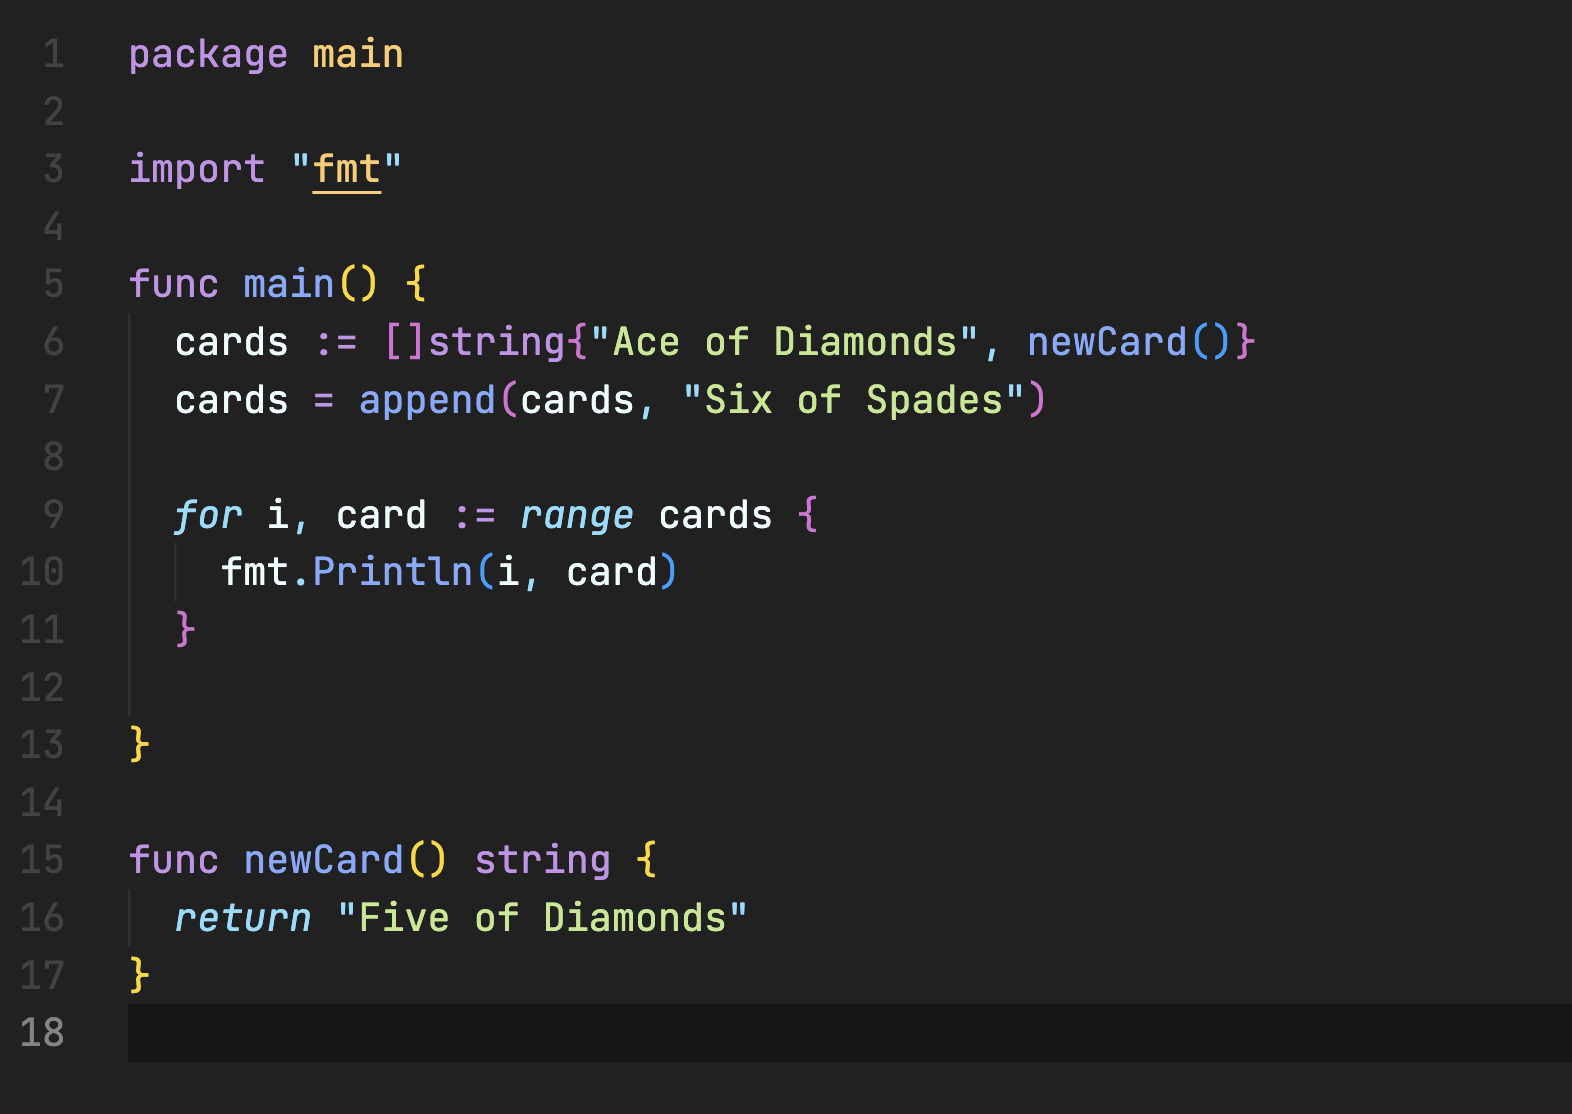 1 package main
2
3 import "fmt"
4
5 func main() {
6   cards := []string{"Ace of Diamonds", newCard()}
7   cards = append(cards, "Six of Spades")
8
9   for i, card := range cards {
10     fmt.Println(i, card)
11   }
12
13 }
14
15 func newCard() string {
16   return "Five of Diamonds"
17 }
18